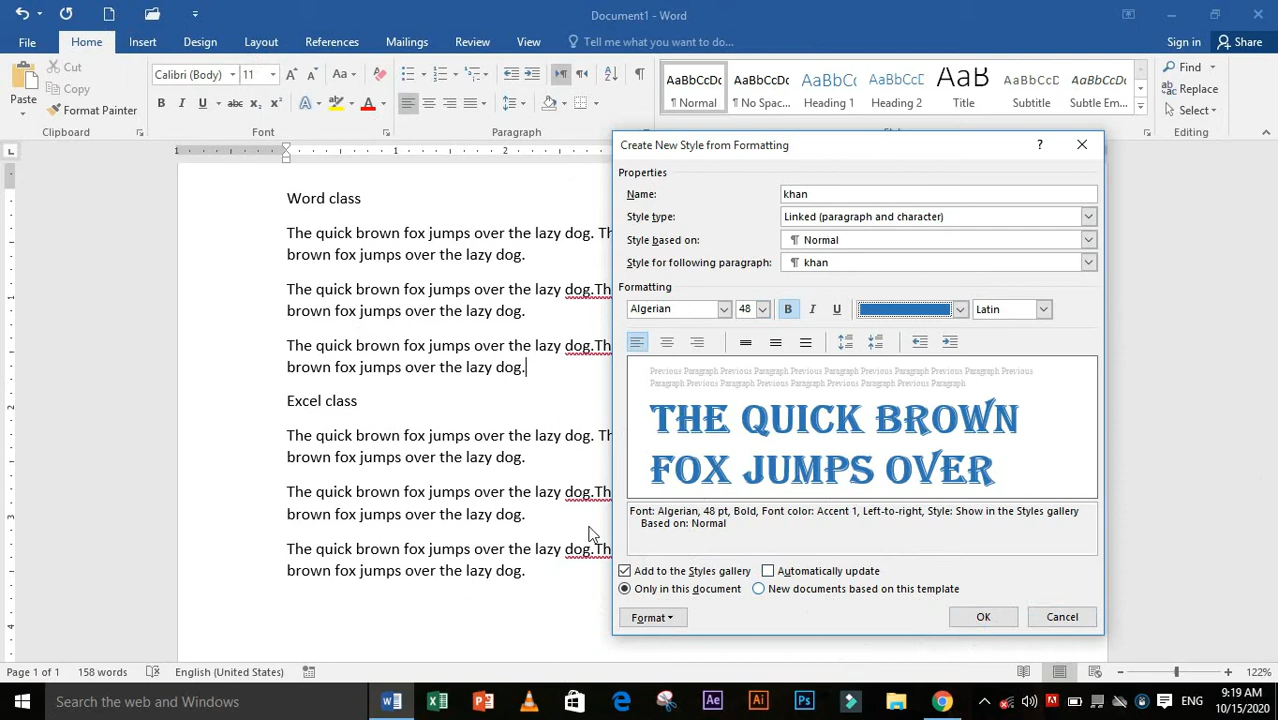 Document1 - Word
File Home Insert Design Layout References Mailings Review View Tell me what you want to do... Sign in Share
Paste Cut Copy Format Painter
Calibri (Body) 11
AaBbCcDc AaBbCcDc AaBbCc AaBbCcD AaB AaBbCcD AaBbCcD
¶ Normal ¶ No Spac... Heading 1 Heading 2 Title Subtitle Subtle Em...
Find Replace Select
Clipboard Font Paragraph Editing
1 1 2
Word class
The quick brown fox jumps over the lazy dog. Th
brown fox jumps over the lazy dog.
The quick brown fox jumps over the lazy dog.Th
brown fox jumps over the lazy dog.
The quick brown fox jumps over the lazy dog.Th
brown fox jumps over the lazy dog.
Excel class
The quick brown fox jumps over the lazy dog. Th
brown fox jumps over the lazy dog.
The quick brown fox jumps over the lazy dog.Th
brown fox jumps over the lazy dog.
The quick brown fox jumps over the lazy dog.Th
brown fox jumps over the lazy dog.
Create New Style from Formatting ?
Properties
Name: khan
Style type: Linked (paragraph and character)
Style based on: ¶ Normal
Style for following paragraph: ¶ khan
Formatting
Algerian 48 B I U Latin
Previous Paragraph Previous Paragraph Previous Paragraph Previous Paragraph Previous Paragraph
Paragraph Previous Paragraph Previous Paragraph Previous Paragraph Previous Paragraph
THE QUICK BROWN
FOX JUMPS OVER
Font: Algerian, 48 pt, Bold, Font color: Accent 1, Left-to-right, Style: Show in the Styles gallery
Based on: Normal
Add to the Styles gallery Automatically update
Only in this document New documents based on this template
Format OK Cancel
Page 1 of 1 158 words English (United States) 122%
Search the web and Windows
Ae Ai Ps
ENG 9:19 AM
10/15/2020